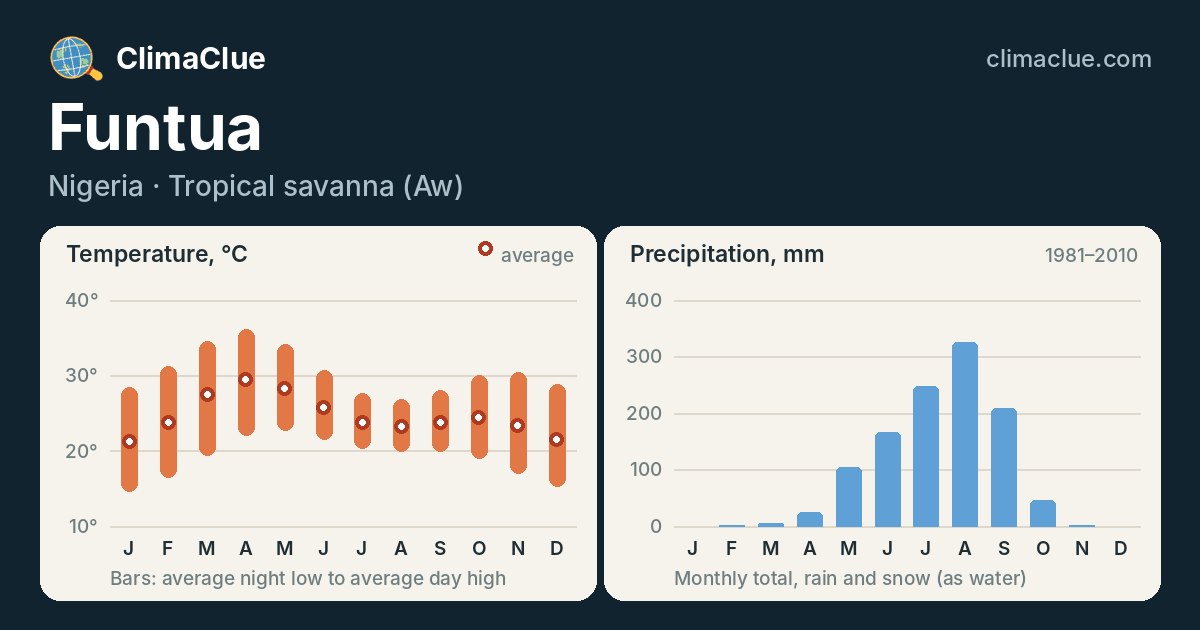 ClimaClue
climaclue.com
Funtua
Nigeria · Tropical savanna (Aw)
Temperature, °C
average
40°
30°
20°
10°
J F M A M J J A S O N D
Bars: average night low to average day high
Precipitation, mm
1981–2010
400
300
200
100
0
J F M A M J J A S O N D
Monthly total, rain and snow (as water)